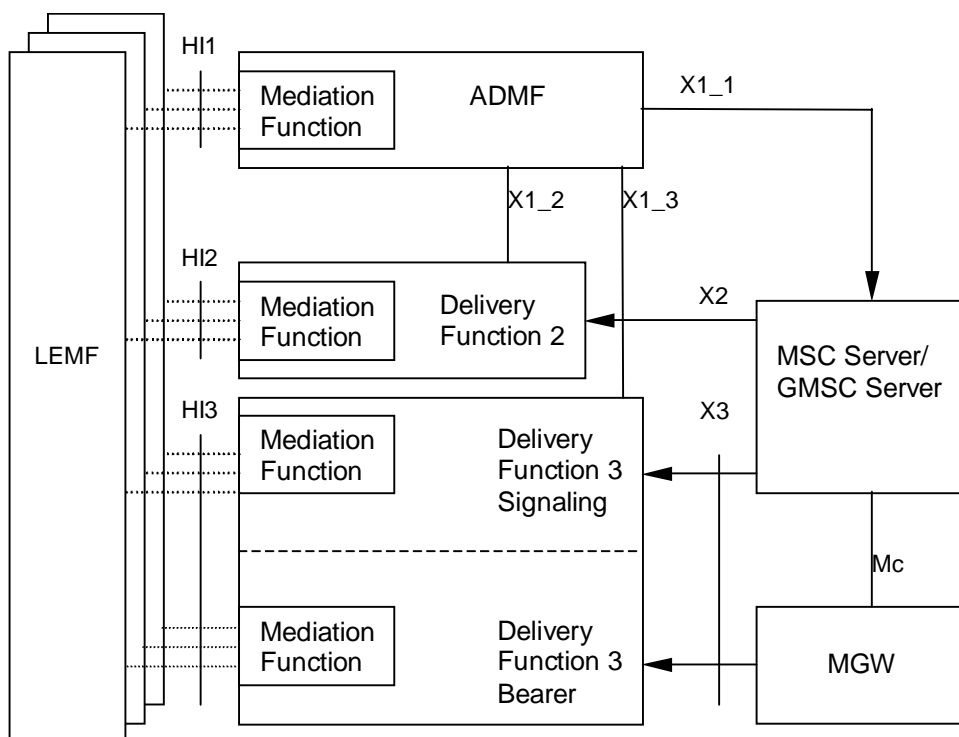 HI1
Mediation
Function
ADMF
X1_1
X1_2
X1_3
HI2
Mediation
Function
Delivery
Function 2
X2
MSC Server/
GMSC Server
LEMF
HI3
Mediation
Function
Delivery
Function 3
Signaling
X3
Mc
Mediation
Function
Delivery
Function 3
Bearer
MGW